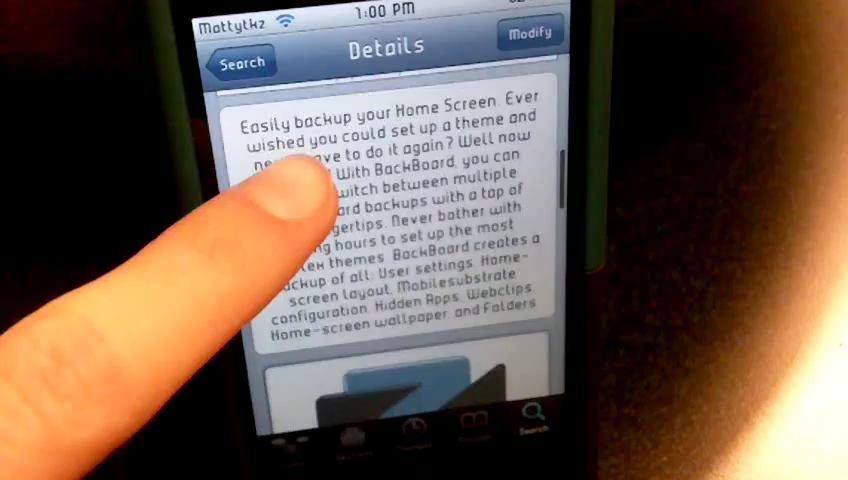 Mattytkz 1:00 PM
Search Details Modify
Easily backup your Home Screen. Ever
wished you could set up a theme and
ve to do it again? Well now
With BackBoard, you can
witch between multiple
ard backups with a tap of
gertips. Never bother with
ng hours to set up the most
lex themes. BackBoard creates a
ackup of all: User settings, Home-
screen layout, Mobilesubstrate
configuration, Hidden Apps, Webclips,
Home-screen wallpaper, and Folders
Search